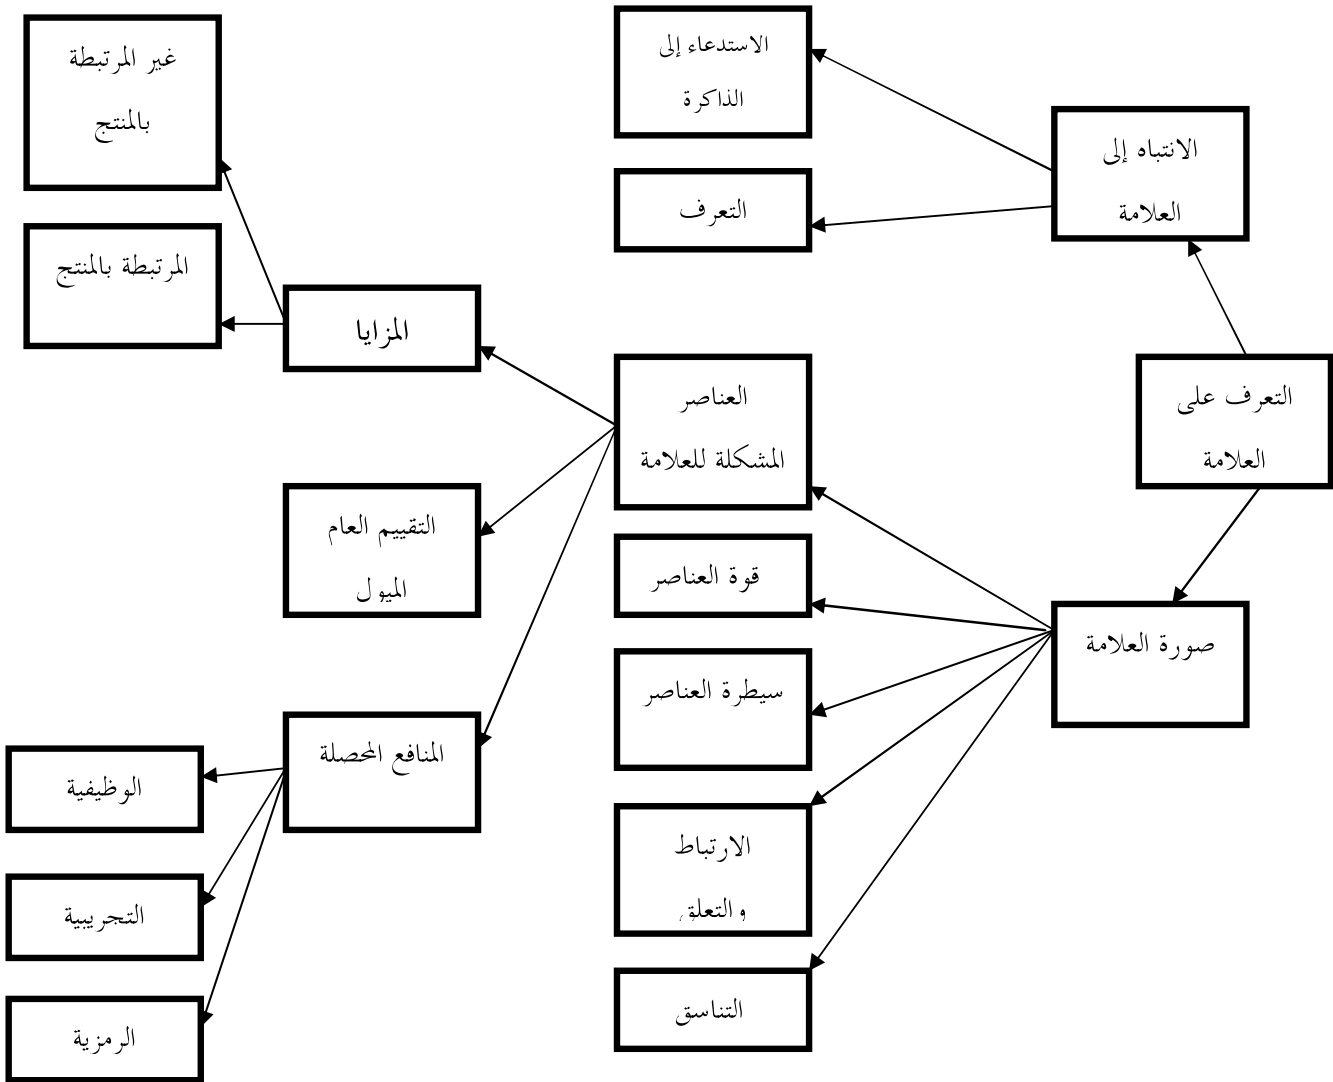 التعرف على
العلامة
الانتباه إلى
العلامة
صورة العلامة
الاستدعاء إلى
الذاكرة
التعرف
العناصر
المشكلة للعلامة
قوة العناصر
سيطرة العناصر
الارتباط
والتعلق
التناسق
المزايا
التقييم العام
الميول
المنافع المحصلة
غير المرتبطة
بالمنتج
المرتبطة بالمنتج
الوظيفية
التجريبية
الرمزية